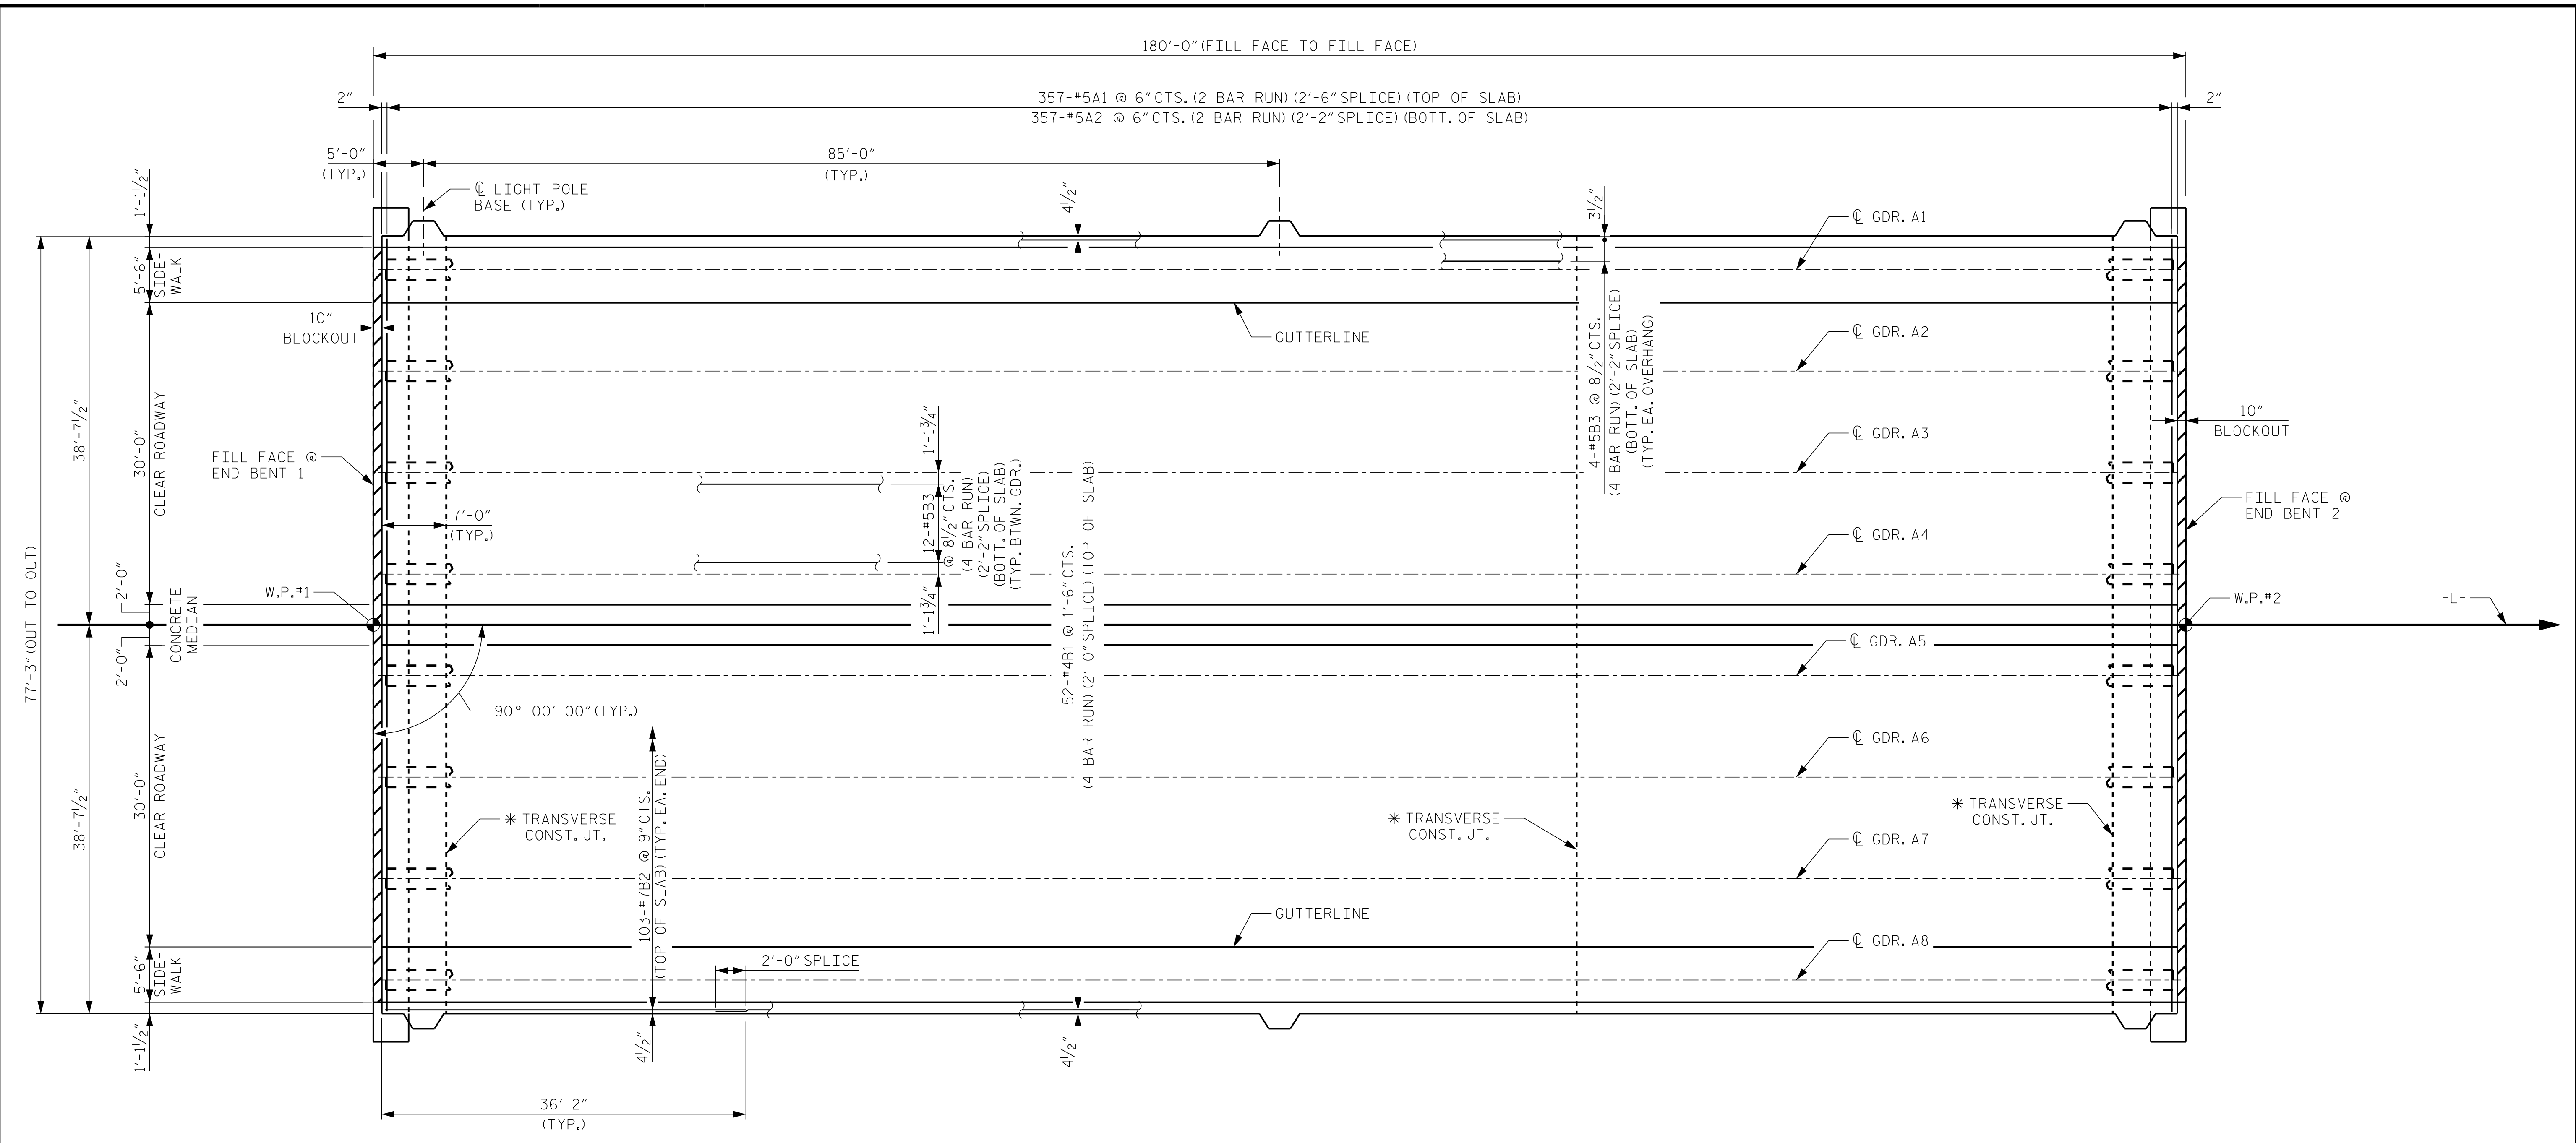 180'-0" (FILL FACE TO FILL FACE)
2"
357-#5A1 @ 6" CTS. (2 BAR RUN) (2'-6" SPLICE) (TOP OF SLAB)
357-#5A2 @ 6" CTS. (2 BAR RUN) (2'-2" SPLICE) (BOTT. OF SLAB)
2"
5'-0"
(TYP.)
85'-0"
(TYP.)
℄ LIGHT POLE
BASE (TYP.)
1'-1½"
4½"
3½"
℄ GDR. A1
5'-6"
SIDE-
WALK
10"
BLOCKOUT
GUTTERLINE
℄ GDR. A2
4-#5B3 @ 8½" CTS.
(4 BAR RUN) (2'-2" SPLICE)
(BOTT. OF SLAB)
(TYP. EA. OVERHANG)
38'-7½"
30'-0"
CLEAR ROADWAY
FILL FACE @
END BENT 1
1'-1¾"
12-#5B3
@ 8½" CTS.
(4 BAR RUN)
(2'-2" SPLICE)
(BOTT. OF SLAB)
(TYP. BTWN. GDR.)
1'-1¾"
℄ GDR. A3
10"
BLOCKOUT
7'-0"
(TYP.)
℄ GDR. A4
FILL FACE @
END BENT 2
77'-3" (OUT TO OUT)
2'-0"
2'-0"
CONCRETE
MEDIAN
W.P. #1
52-#4B1 @ 1'-6" CTS.
(4 BAR RUN) (2'-0" SPLICE) (TOP OF SLAB)
W.P. #2
-L-
℄ GDR. A5
90°-00'-00" (TYP.)
℄ GDR. A6
38'-7½"
30'-0"
CLEAR ROADWAY
* TRANSVERSE
CONST. JT.
103-#7B2 @ 9" CTS.
(TOP OF SLAB) (TYP. EA. END)
* TRANSVERSE
CONST. JT.
* TRANSVERSE
CONST. JT.
℄ GDR. A7
GUTTERLINE
℄ GDR. A8
5'-6"
SIDE-
WALK
2'-0" SPLICE
1'-1½"
4½"
4½"
36'-2"
(TYP.)